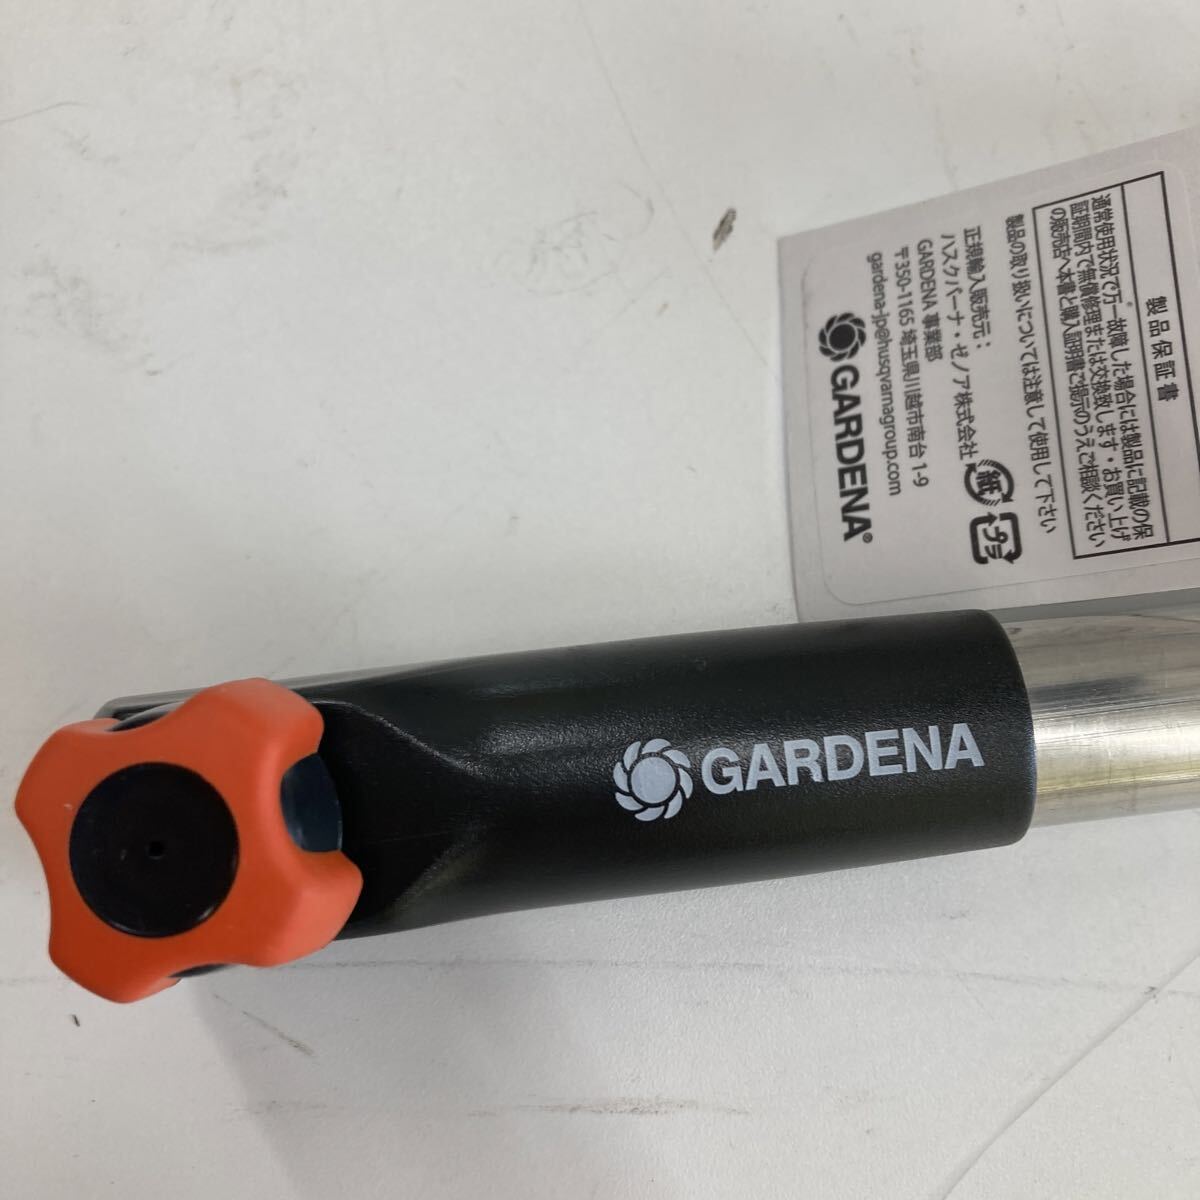 製品保証書
通常使用状況で万一故障した場合には製品に記載の保
証期間内で無償修理または交換致します・お買い上げ
の販売店へ本書と購入証明書ご提示のうえご相談ください
製品の取り扱いについては注意して使用して下さい
正規輸入販売元：
ハスクバーナ・ゼノア株式会社
GARDENA 事業部
〒350-1165 埼玉県川越市南台 1-9
gardena-jp@husqvarnagroup.com
紙
プラ
GARDENA®
GARDENA